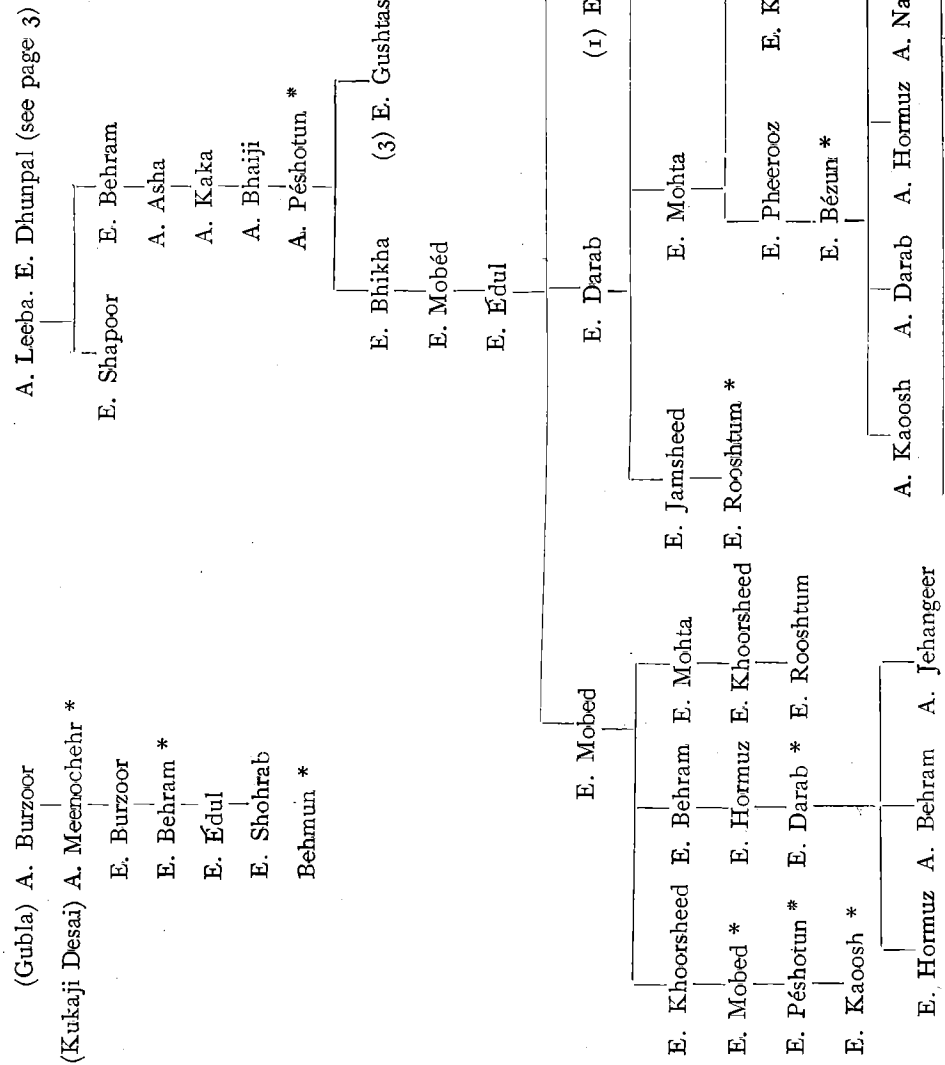 (Gubla) A. Burzoor
(Kukaji Desai) A. Meenochehr *
E. Burzoor
E. Behram *
E. Édul
E. Shohrab
Behmun *
A. Leeba. E. Dhunpal (see page 3)
E. Shapoor E. Behram
A. Asha
A. Kaka
A. Bhaiji
A. Péshotun *
E. Bhikha (3) E. Gushtas
E. Mobéd
E. Édul
E. Mobed E. Darab (1) E
E. Khoorsheed E. Behram E. Mohta E. Jamsheed E. Mohta
E. Mobed * E. Hormuz E. Khoorsheed E. Rooshtum *
E. Pheerooz E. K
E. Péshotun * E. Darab * E. Rooshtum
E. Bézun *
E. Kaoosh *
A. Kaoosh A. Darab A. Hormuz A. Na
E. Hormuz A. Behram A. Jehangeer